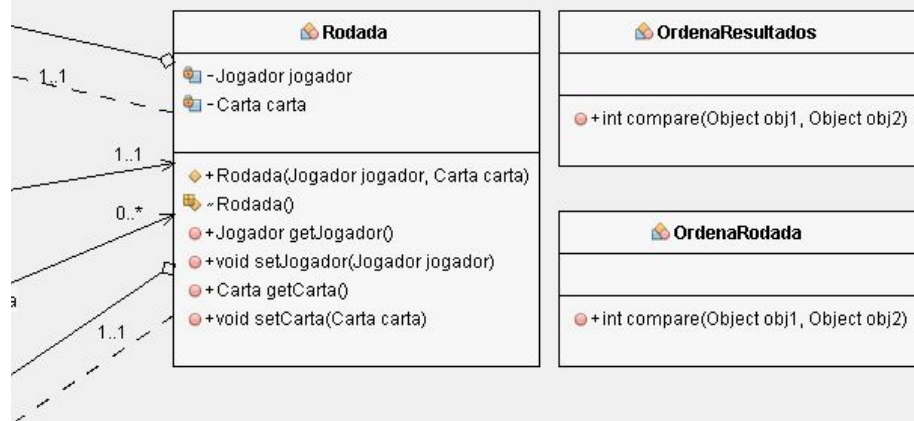 Rodada
-Jogador jogador
-Carta carta
+Rodada(Jogador jogador, Carta carta)
~Rodada()
+Jogador getJogador()
+void setJogador(Jogador jogador)
+Carta getCarta()
+void setCarta(Carta carta)
OrdenaResultados
+int compare(Object obj1, Object obj2)
OrdenaRodada
+int compare(Object obj1, Object obj2)
1..1
1..1
0..*
a
1..1